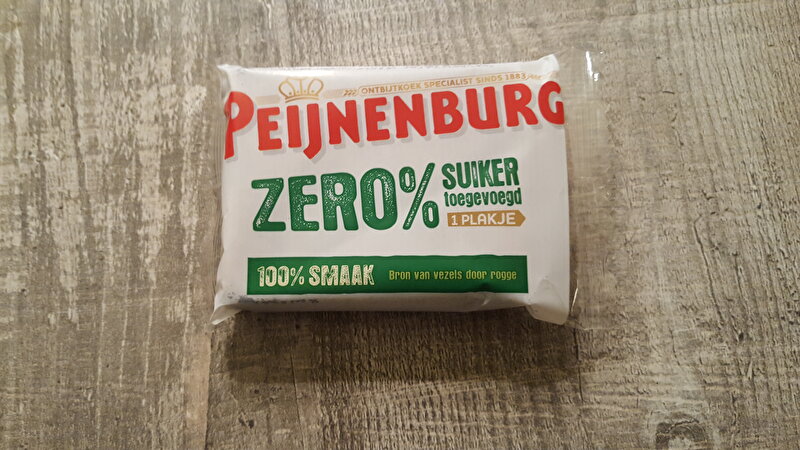 ONTBIJTKOEK SPECIALIST SINDS 1883
PEIJNENBURG
ZERO%
SUIKER
toegevoegd
1 PLAKJE
100% SMAAK
Bron van vezels door rogge